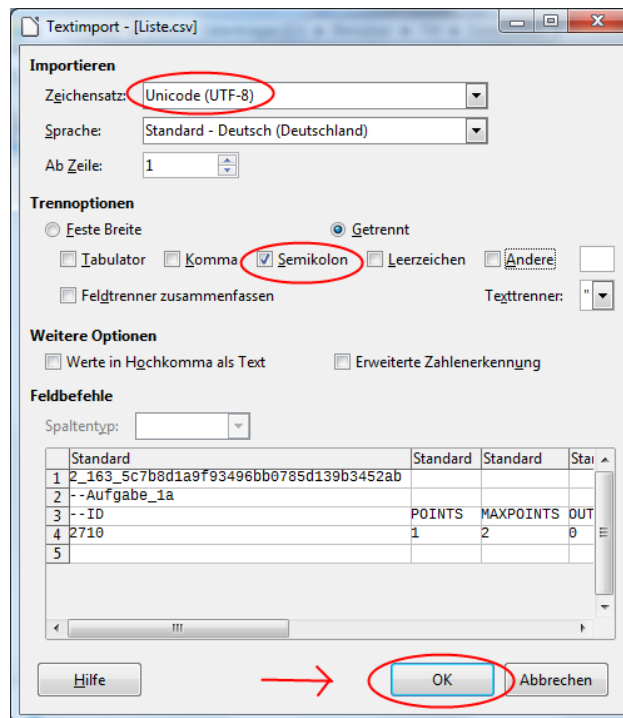 Textimport - [Liste.csv]
Importieren
Zeichensatz: Unicode (UTF-8)
Sprache: Standard - Deutsch (Deutschland)
Ab Zeile: 1
Trennoptionen
Feste Breite Getrennt
Tabulator Komma Semikolon Leerzeichen Andere
Feldtrenner zusammenfassen Texttrenner: "
Weitere Optionen
Werte in Hochkomma als Text Erweiterte Zahlenerkennung
Feldbefehle
Spaltentyp:
Standard Standard Standard Star
1 2_163_5c7b8d1a9f93496bb0785d139b3452ab
2 --Aufgabe_1a
3 --ID POINTS MAXPOINTS OUT
4 2710 1 2 0
5
Hilfe OK Abbrechen